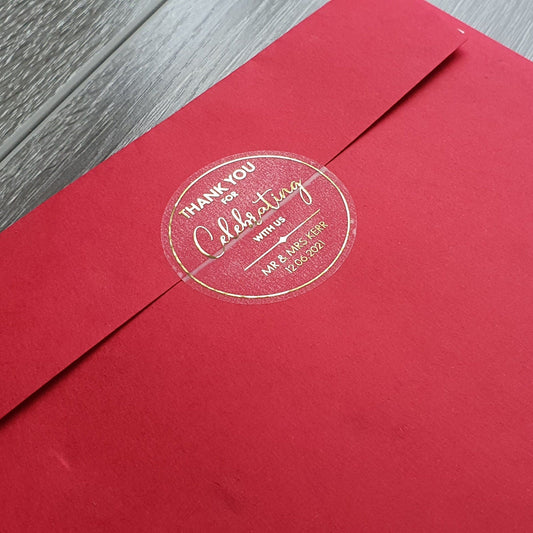 THANK YOU
FOR
Celebrating
WITH US
MR & MRS KERR
12.06.2021